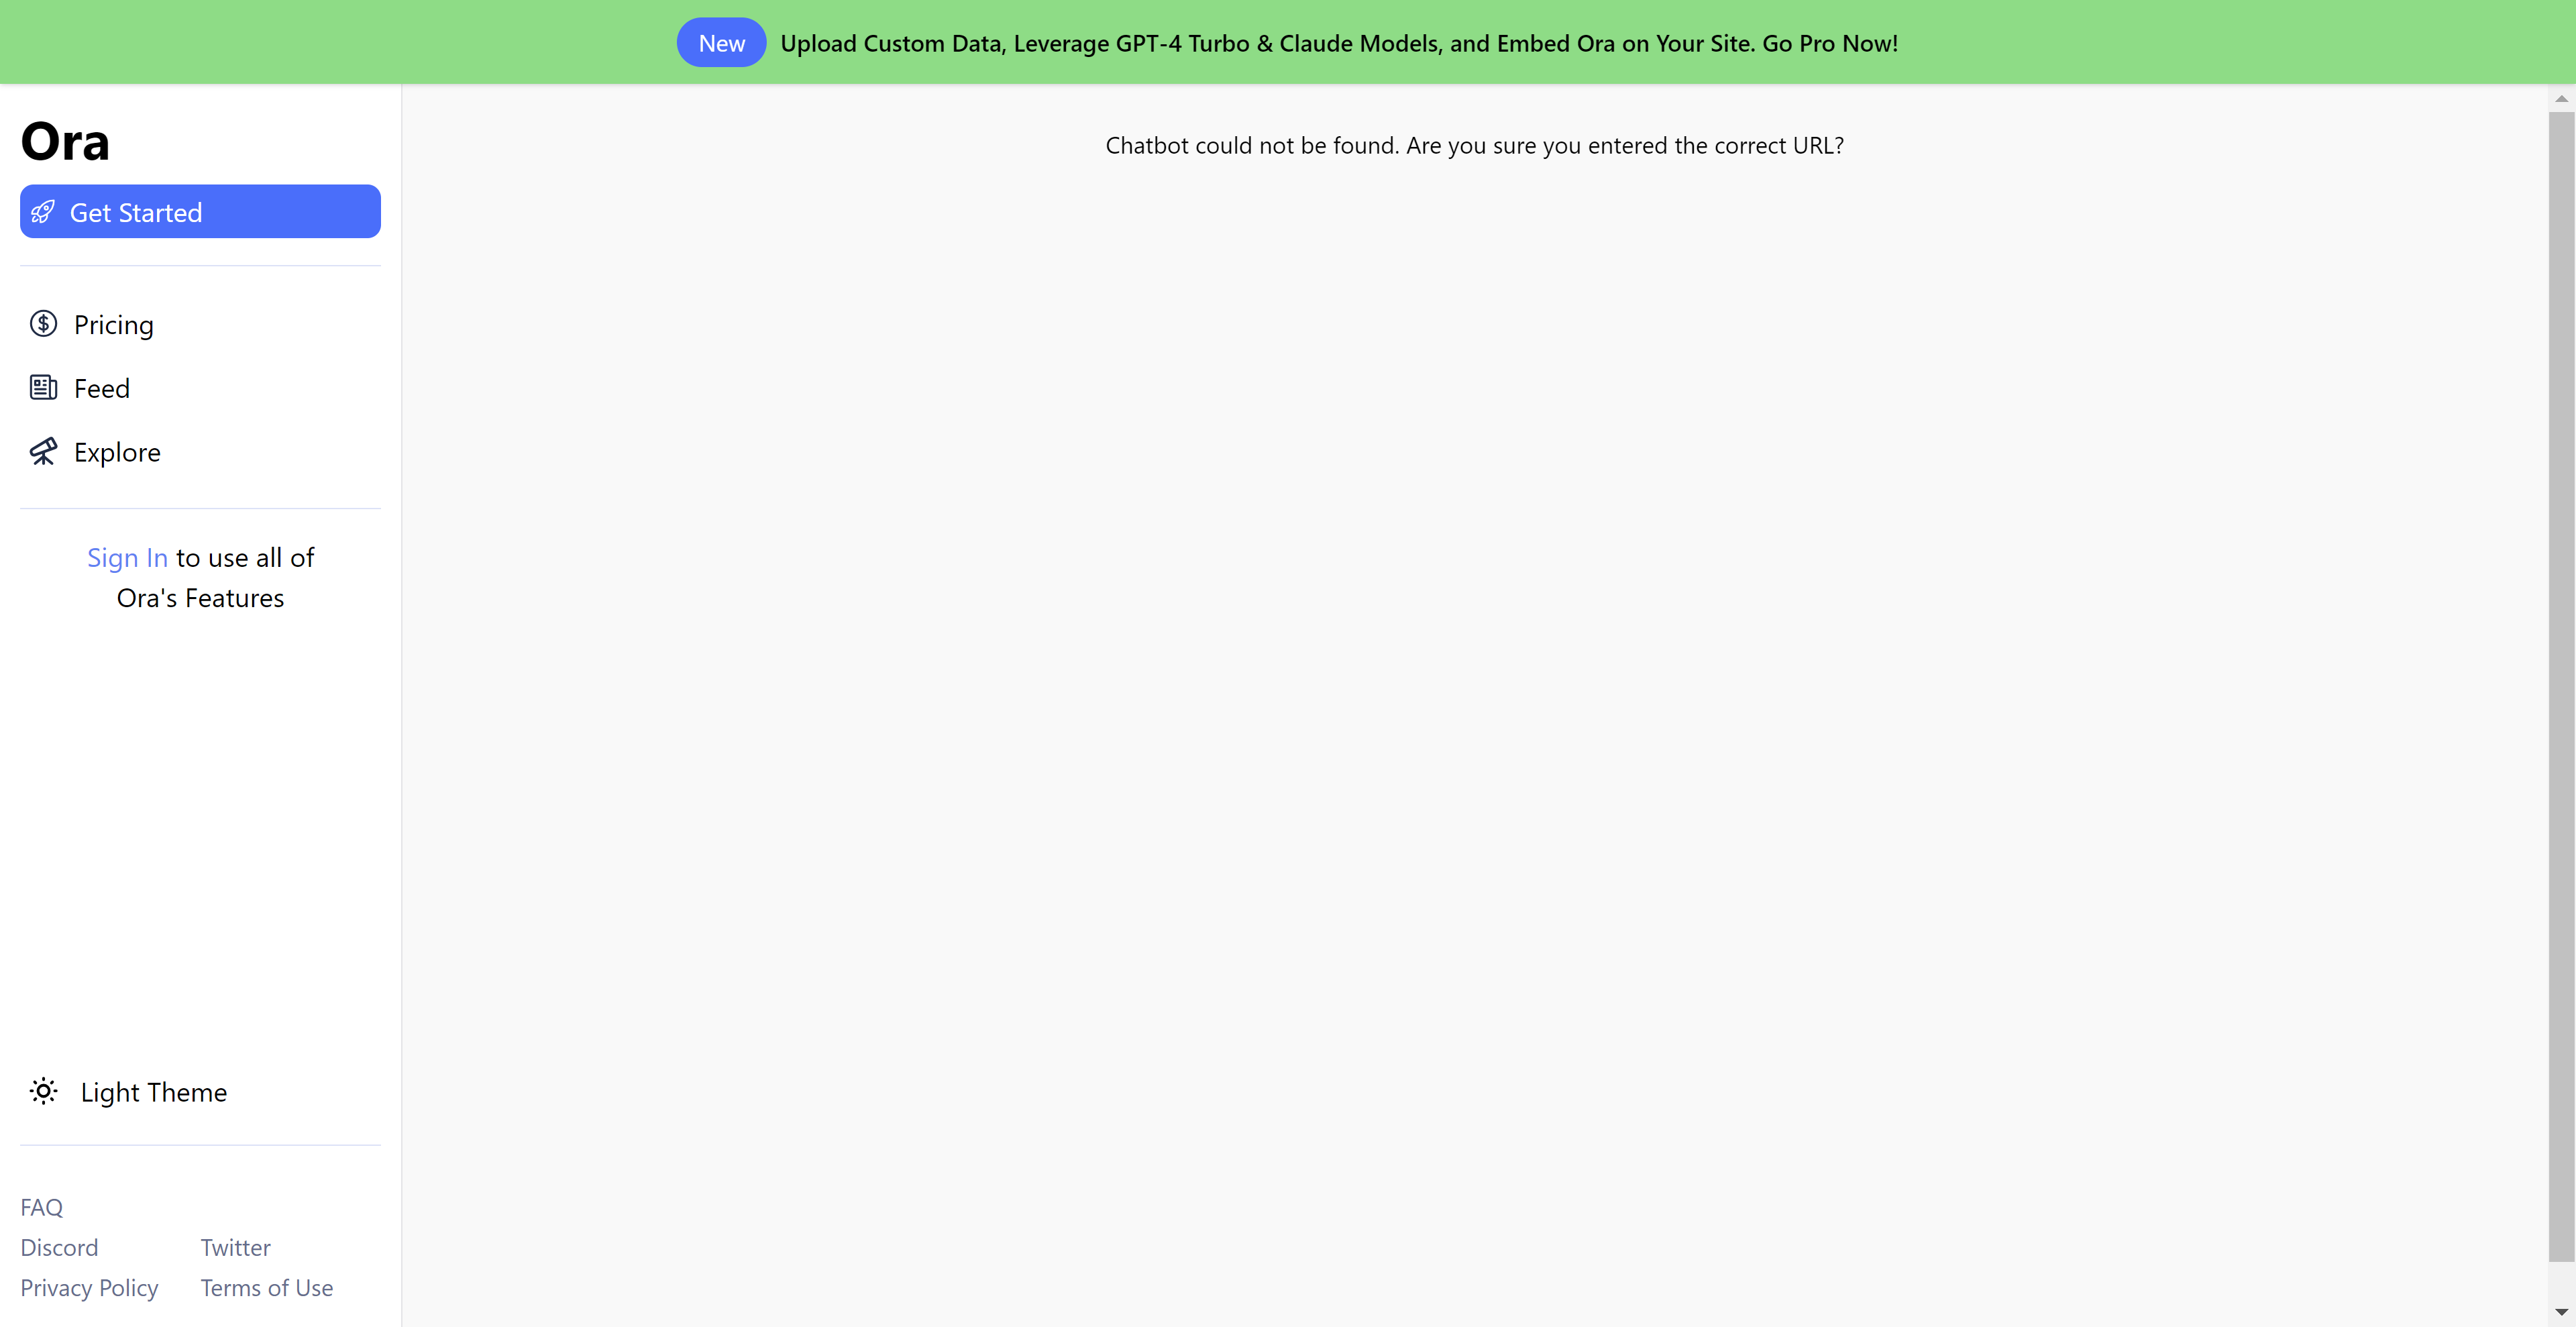 New Upload Custom Data, Leverage GPT-4 Turbo & Claude Models, and Embed Ora on Your Site. Go Pro Now!
Ora
Get Started
Pricing
Feed
Explore
Sign In to use all of
Ora's Features
Light Theme
FAQ
Discord Twitter
Privacy Policy Terms of Use
Chatbot could not be found. Are you sure you entered the correct URL?